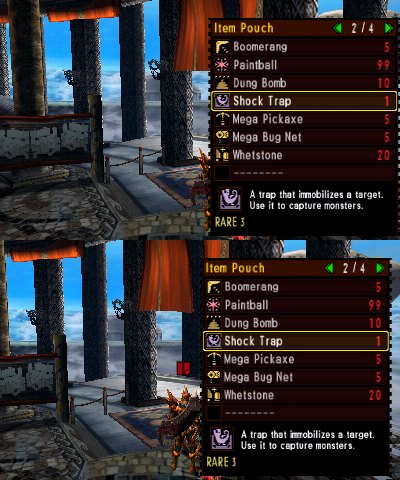 Item Pouch 2/4
Boomerang 5
Paintball 99
Dung Bomb 10
Shock Trap 1
Mega Pickaxe 5
Mega Bug Net 5
Whetstone 20
--------
A trap that immobilizes a target.
Use it to capture monsters.
RARE 3
Item Pouch 2/4
Boomerang 5
Paintball 99
Dung Bomb 10
Shock Trap 1
Mega Pickaxe 5
Mega Bug Net 5
Whetstone 20
--------
A trap that immobilizes a target.
Use it to capture monsters.
RARE 3